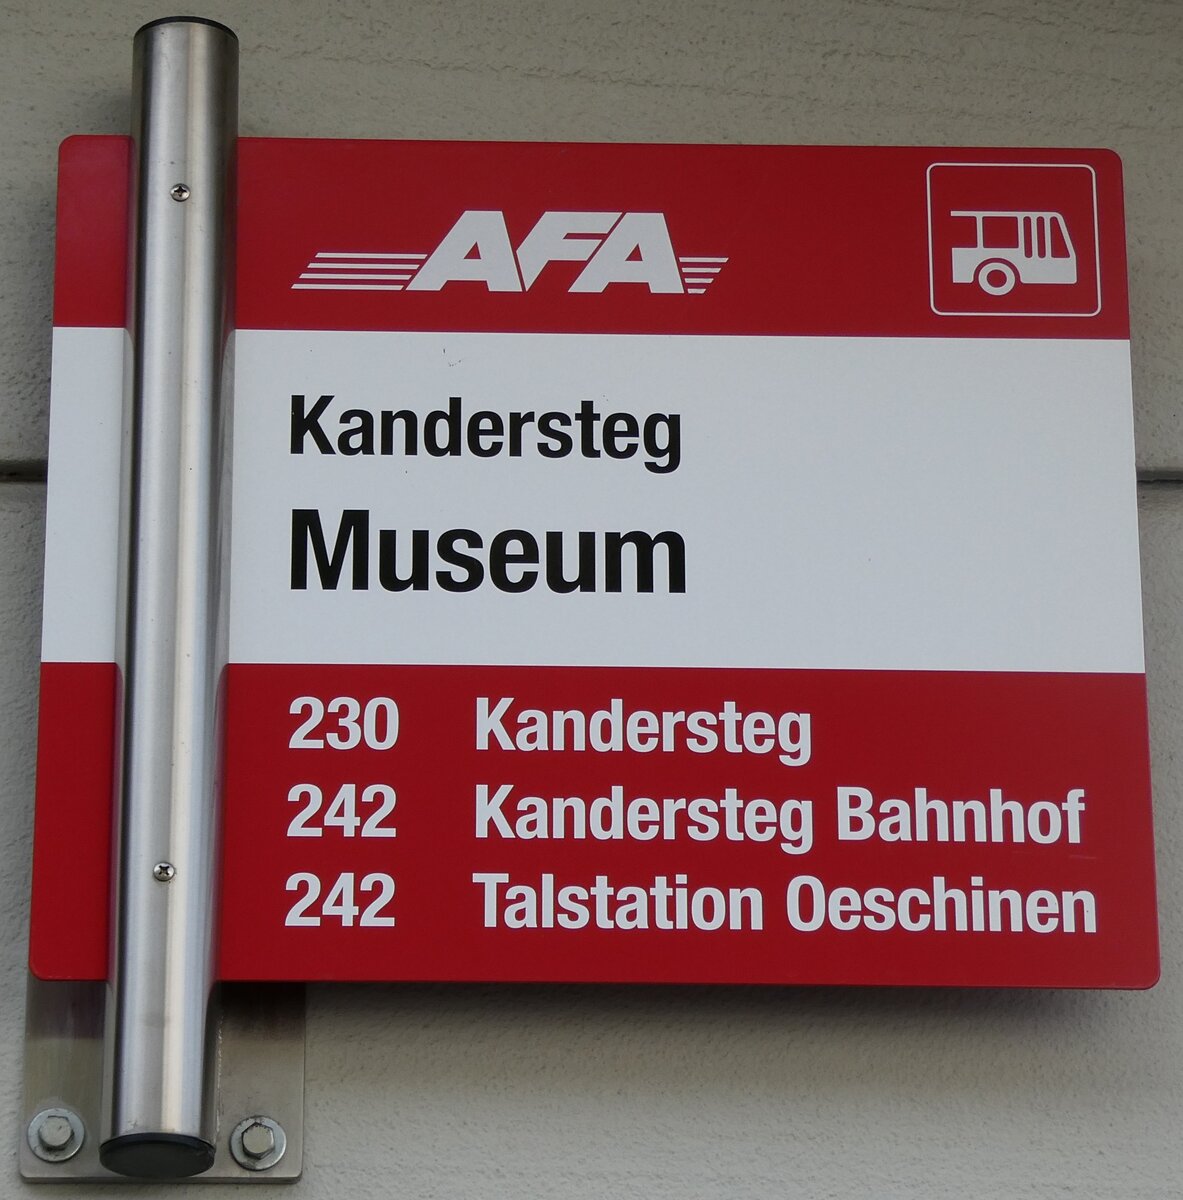 AFA
Kandersteg
Museum
230 Kandersteg
242 Kandersteg Bahnhof
242 Talstation Oeschinen